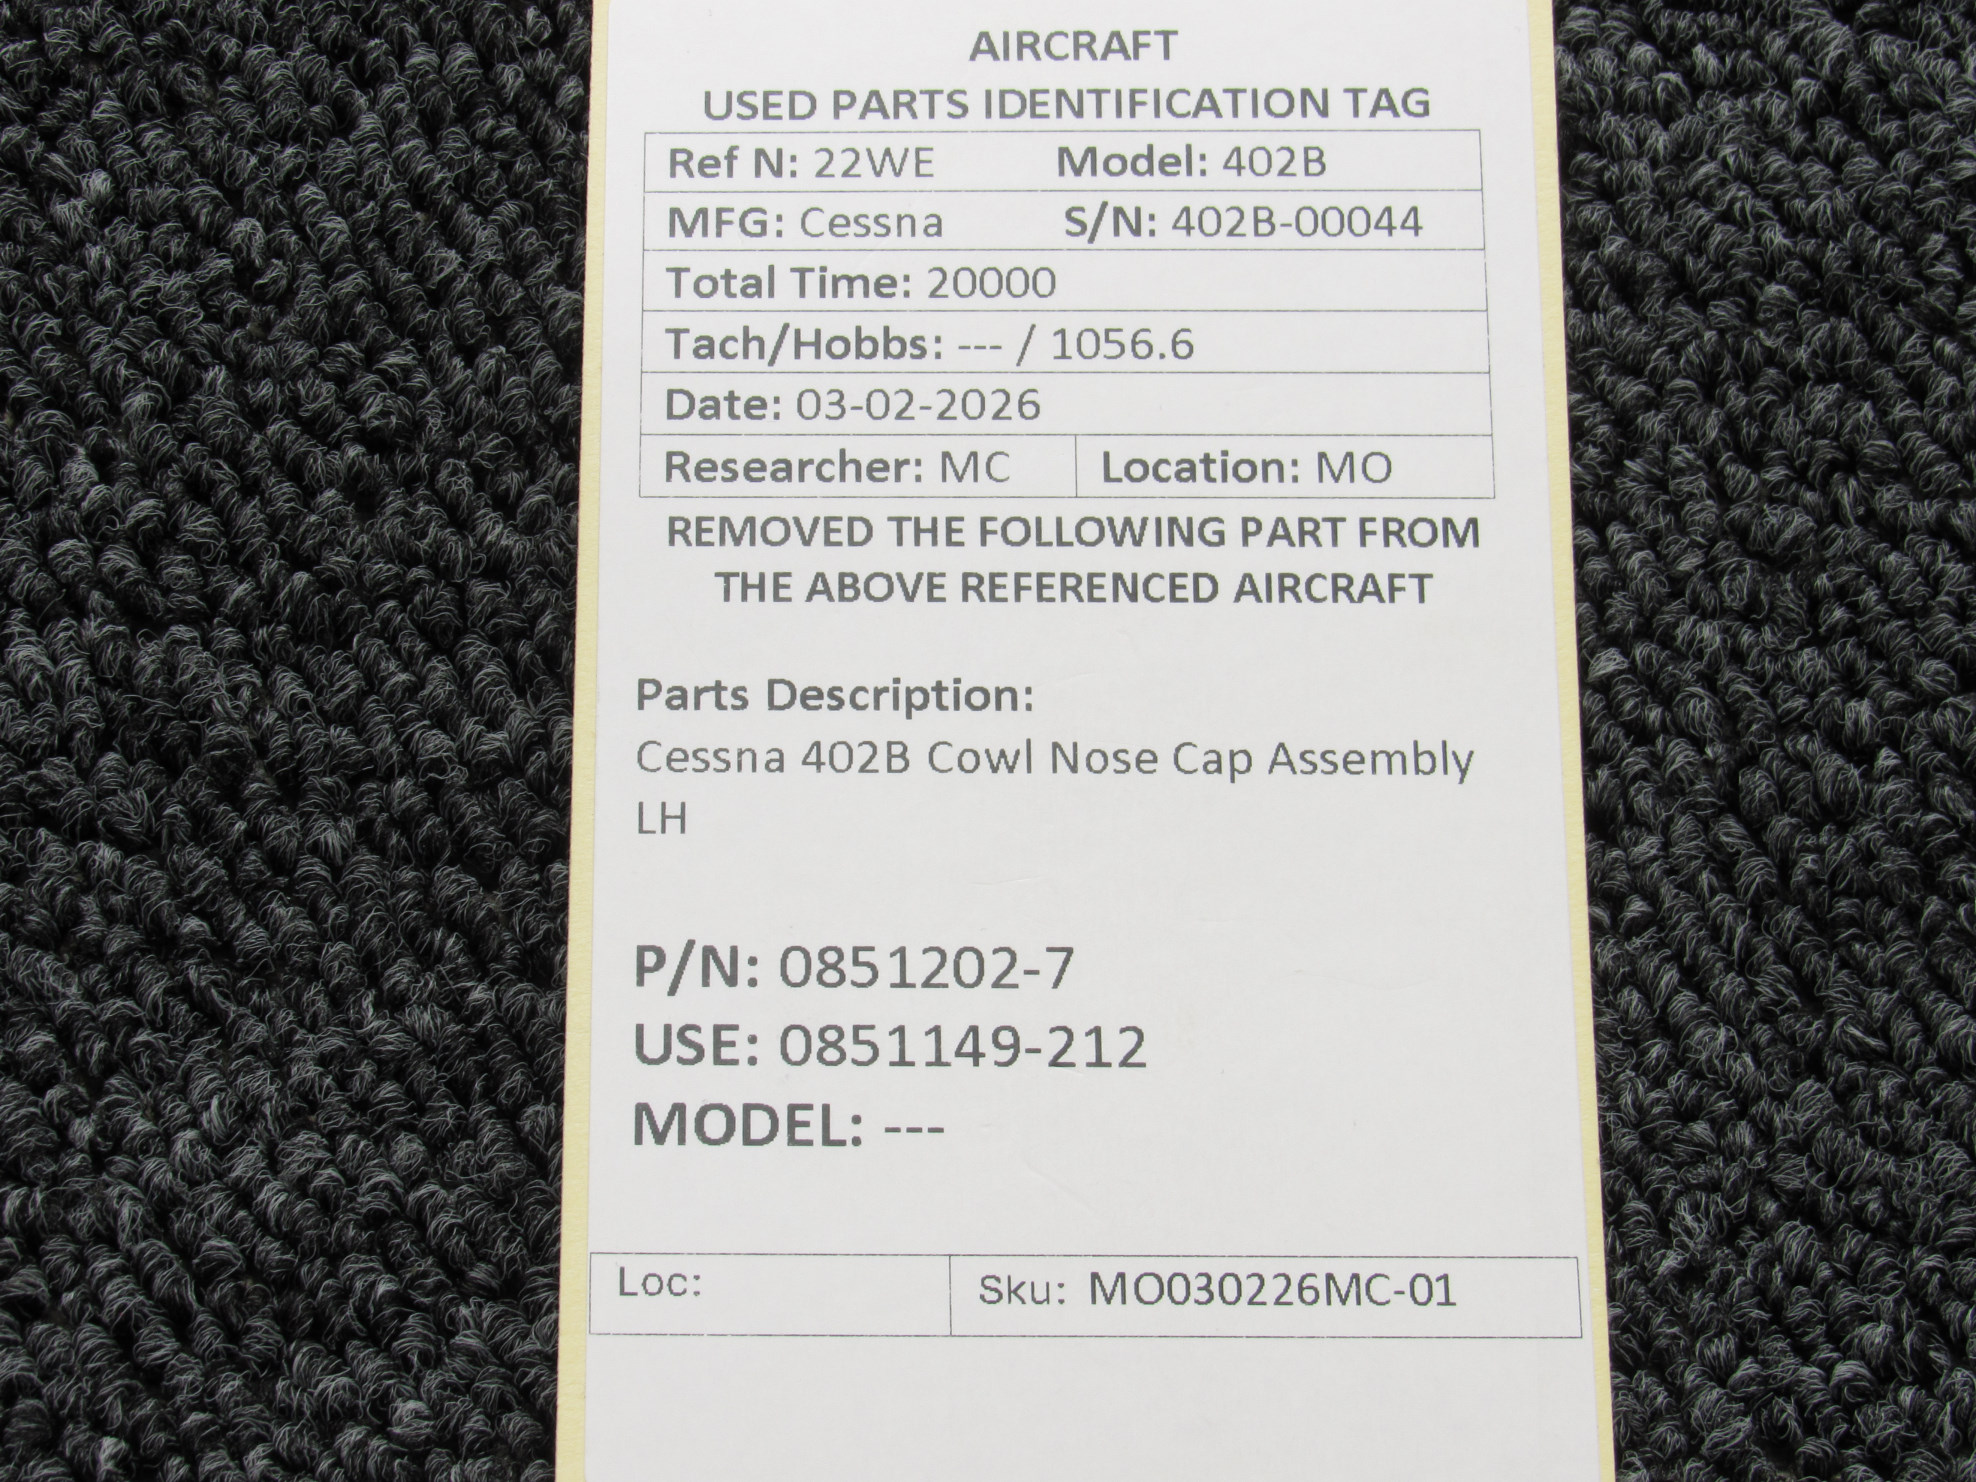 AIRCRAFT
USED PARTS IDENTIFICATION TAG
Ref N: 22WE Model: 402B
MFG: Cessna S/N: 402B-00044
Total Time: 20000
Tach/Hobbs: --- / 1056.6
Date: 03-02-2026
Researcher: MC Location: MO
REMOVED THE FOLLOWING PART FROM
THE ABOVE REFERENCED AIRCRAFT
Parts Description:
Cessna 402B Cowl Nose Cap Assembly
LH
P/N: 0851202-7
USE: 0851149-212
MODEL: ---
Loc: Sku: MO030226MC-01